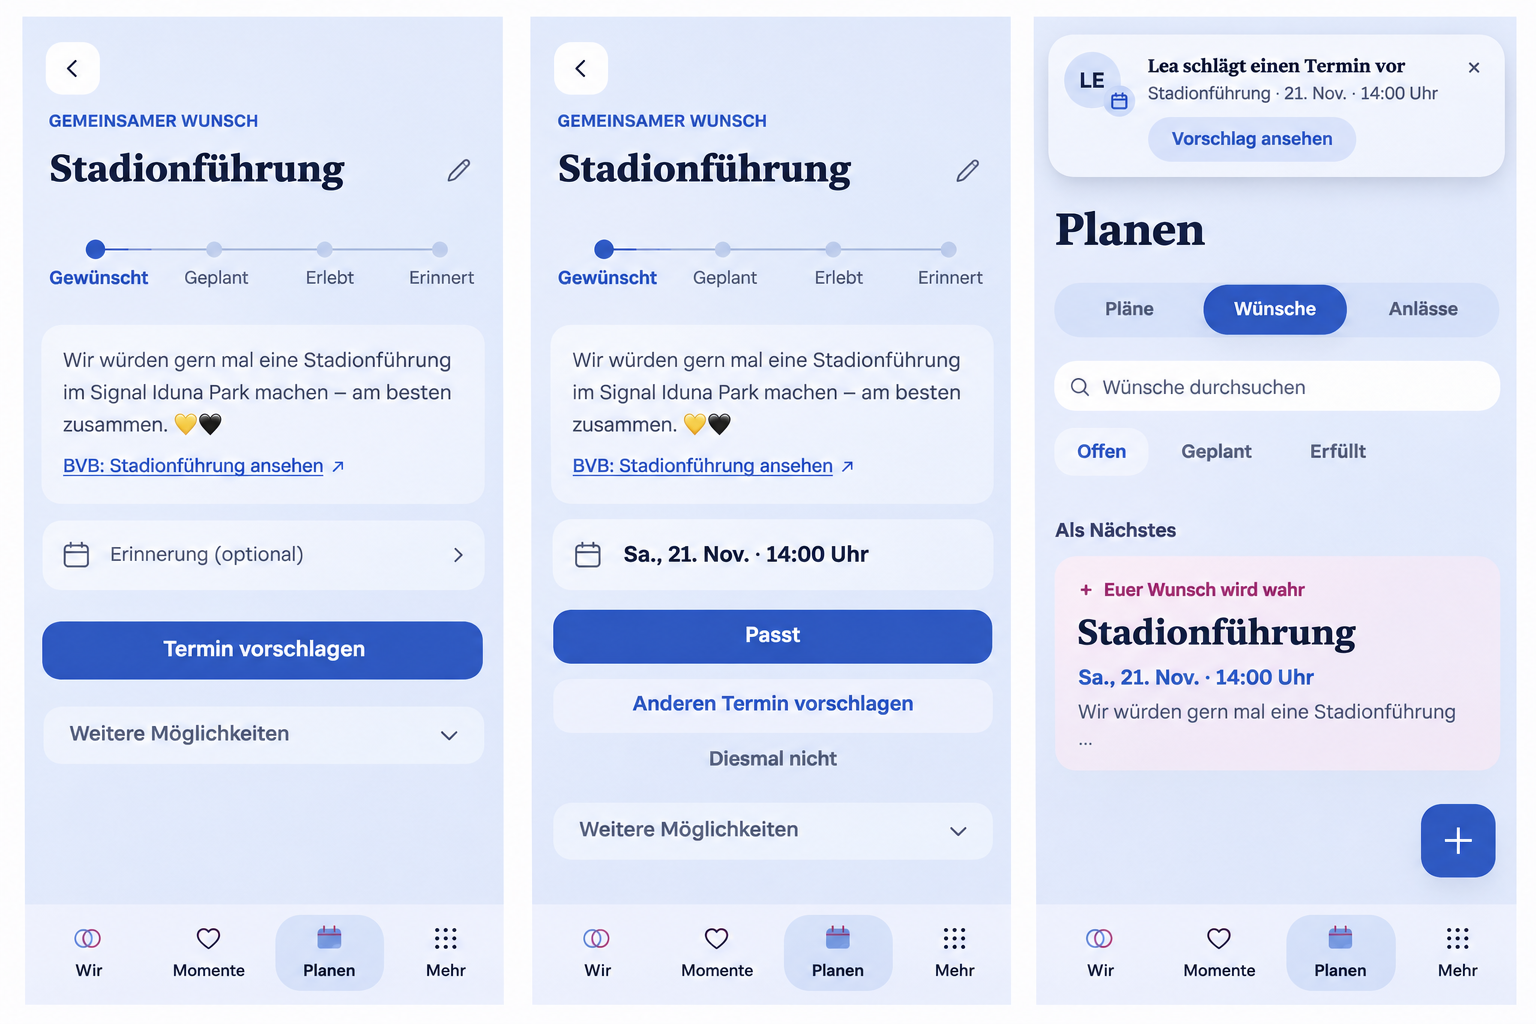 GEMEINSAMER WUNSCH
Stadionführung
Gewünscht
Geplant
Erlebt
Erinnert
Wir würden gern mal eine Stadionführung
im Signal Iduna Park machen – am besten
zusammen. 💛🖤
BVB: Stadionführung ansehen ↗
Erinnerung (optional)
Termin vorschlagen
Weitere Möglichkeiten
Wir
Momente
Planen
Mehr
GEMEINSAMER WUNSCH
Stadionführung
Gewünscht
Geplant
Erlebt
Erinnert
Wir würden gern mal eine Stadionführung
im Signal Iduna Park machen – am besten
zusammen. 💛🖤
BVB: Stadionführung ansehen ↗
Sa., 21. Nov. · 14:00 Uhr
Passt
Anderen Termin vorschlagen
Diesmal nicht
Weitere Möglichkeiten
Wir
Momente
Planen
Mehr
LE
Lea schlägt einen Termin vor
Stadionführung · 21. Nov. · 14:00 Uhr
Vorschlag ansehen
Planen
Pläne
Wünsche
Anlässe
Wünsche durchsuchen
Offen
Geplant
Erfüllt
Als Nächstes
+ Euer Wunsch wird wahr
Stadionführung
Sa., 21. Nov. · 14:00 Uhr
Wir würden gern mal eine Stadionführung
...
Wir
Momente
Planen
Mehr